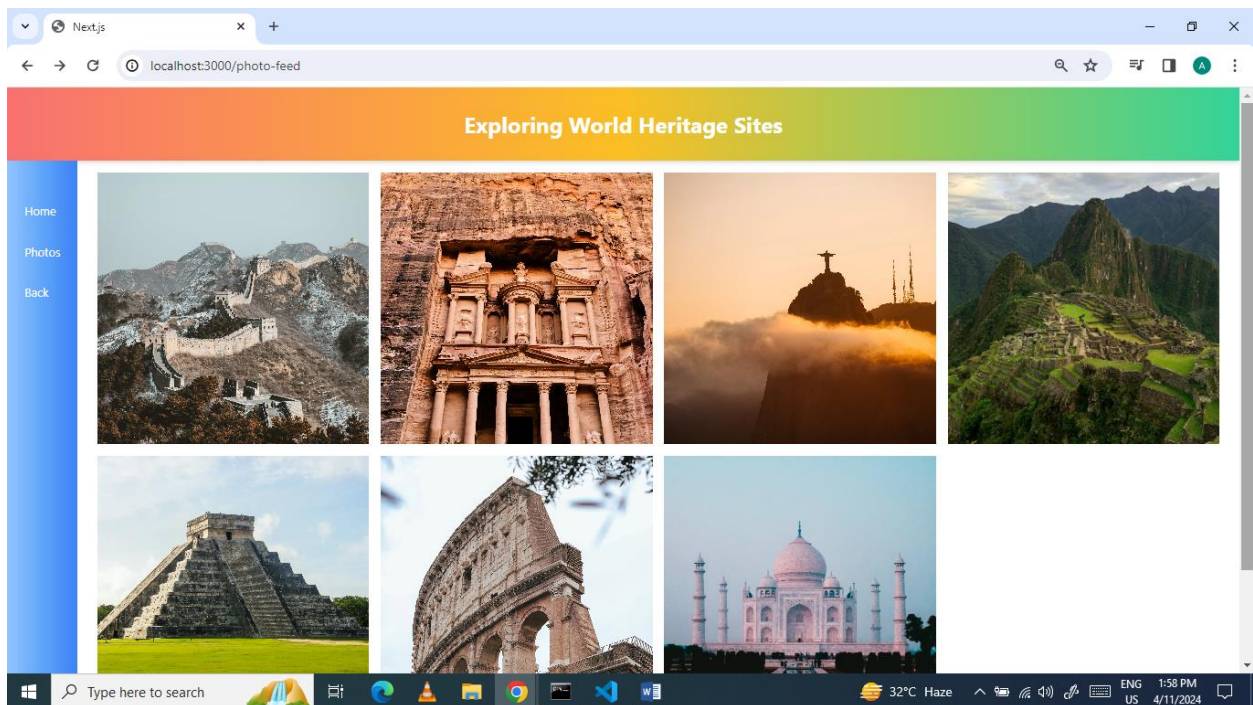 Next.js
localhost:3000/photo-feed
A
Exploring World Heritage Sites
Home
Photos
Back
Type here to search
32°C Haze
ENG
US
1:58 PM
4/11/2024